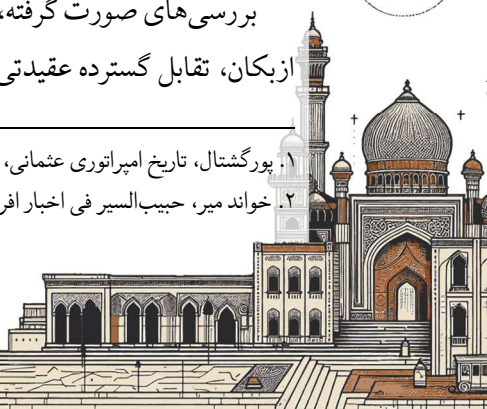 بررسی‌های صورت گرفته،
ازبکان، تقابل گسترده عقیدتی
۱. پورگشتال، تاریخ امپراتوری عثمانی،
۲. خواند میر، حبیب‌السیر فی اخبار افر